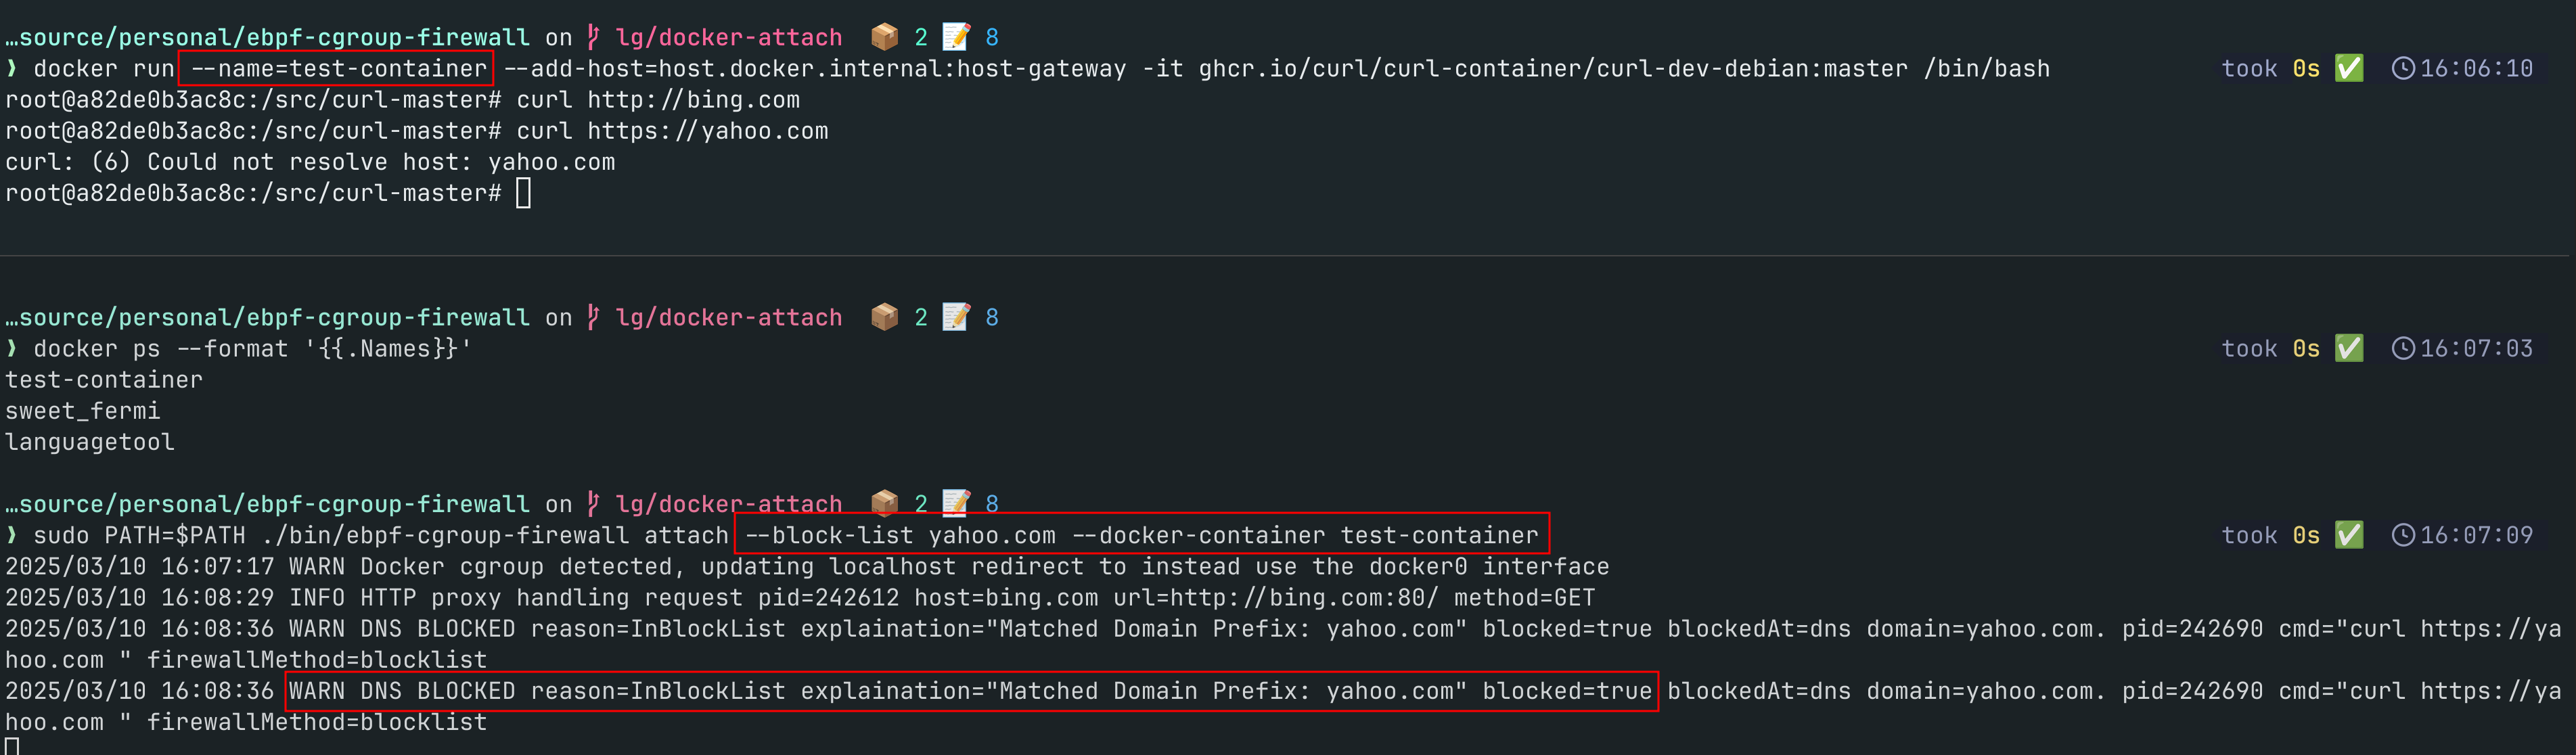 …source/personal/ebpf-cgroup-firewall on lg/docker-attach 📦 2 📝 8
❱ docker run --name=test-container --add-host=host.docker.internal:host-gateway -it ghcr.io/curl/curl-container/curl-dev-debian:master /bin/bash took 0s ✅ 16:06:10
root@a82de0b3ac8c:/src/curl-master# curl http://bing.com
root@a82de0b3ac8c:/src/curl-master# curl https://yahoo.com
curl: (6) Could not resolve host: yahoo.com
root@a82de0b3ac8c:/src/curl-master#
…source/personal/ebpf-cgroup-firewall on lg/docker-attach 📦 2 📝 8
❱ docker ps --format '{{.Names}}' took 0s ✅ 16:07:03
test-container
sweet_fermi
languagetool
…source/personal/ebpf-cgroup-firewall on lg/docker-attach 📦 2 📝 8
❱ sudo PATH=$PATH ./bin/ebpf-cgroup-firewall attach --block-list yahoo.com --docker-container test-container took 0s ✅ 16:07:09
2025/03/10 16:07:17 WARN Docker cgroup detected, updating localhost redirect to instead use the docker0 interface
2025/03/10 16:08:29 INFO HTTP proxy handling request pid=242612 host=bing.com url=http://bing.com:80/ method=GET
2025/03/10 16:08:36 WARN DNS BLOCKED reason=InBlockList explaination="Matched Domain Prefix: yahoo.com" blocked=true blockedAt=dns domain=yahoo.com. pid=242690 cmd="curl https://ya
hoo.com " firewallMethod=blocklist
2025/03/10 16:08:36 WARN DNS BLOCKED reason=InBlockList explaination="Matched Domain Prefix: yahoo.com" blocked=true blockedAt=dns domain=yahoo.com. pid=242690 cmd="curl https://ya
hoo.com " firewallMethod=blocklist